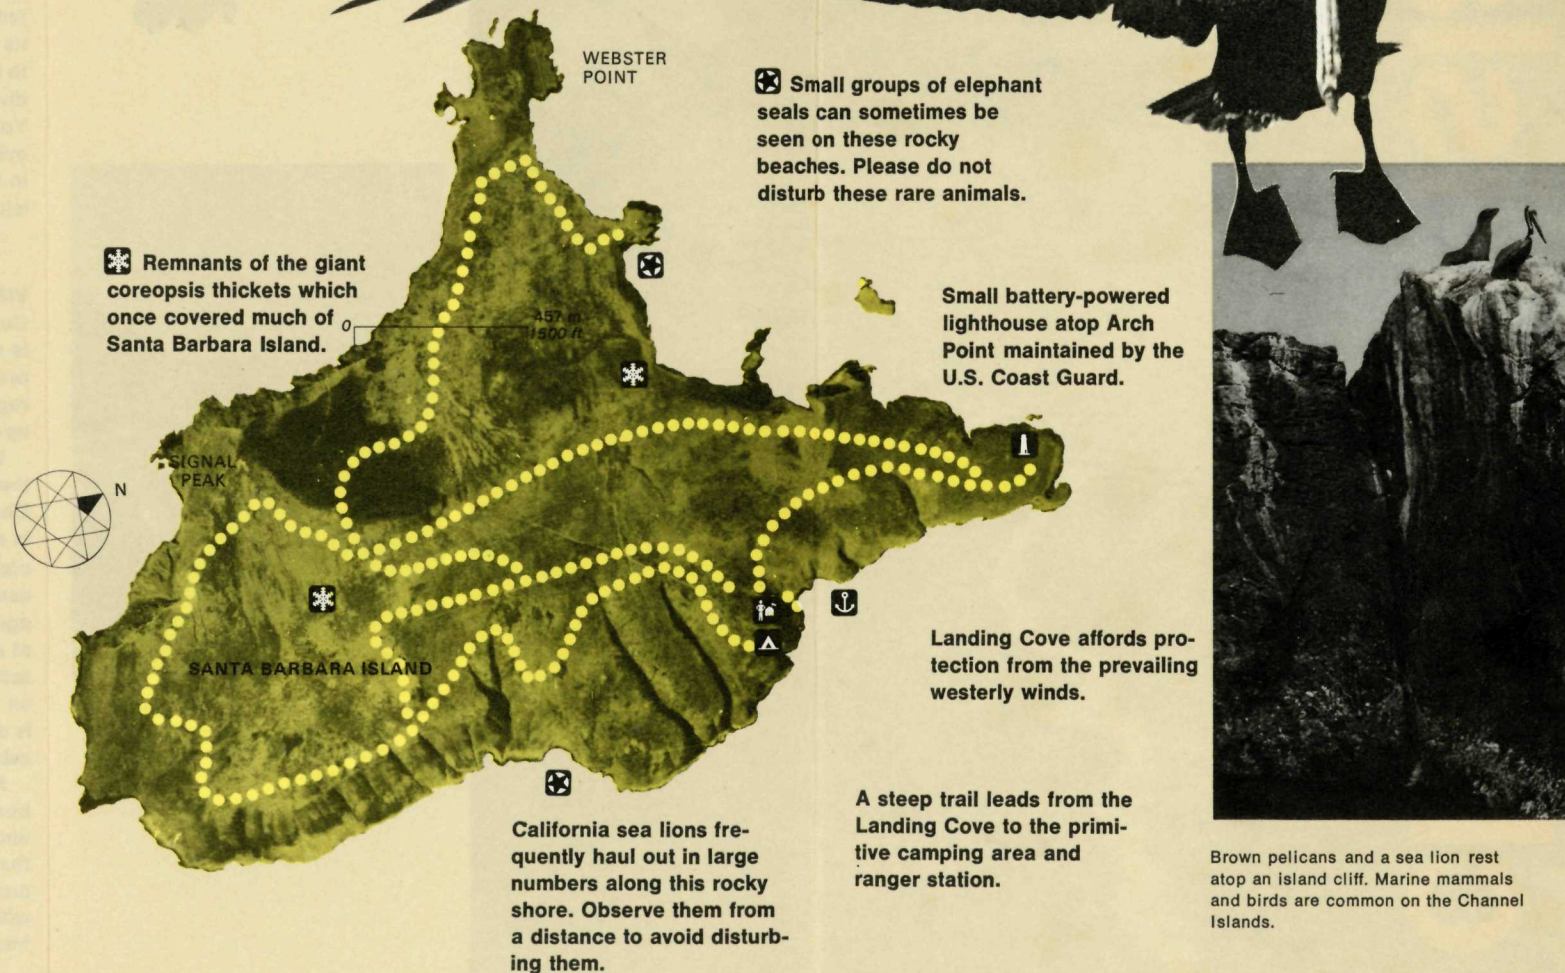 WEBSTER
POINT
Small groups of elephant
seals can sometimes be
seen on these rocky
beaches. Please do not
disturb these rare animals.
Remnants of the giant
coreopsis thickets which
once covered much of
Santa Barbara Island.
0
457 m
1500 ft
Small battery-powered
lighthouse atop Arch
Point maintained by the
U.S. Coast Guard.
SIGNAL
PEAK
N
SANTA BARBARA ISLAND
Landing Cove affords pro-
tection from the prevailing
westerly winds.
A steep trail leads from the
Landing Cove to the primi-
tive camping area and
ranger station.
California sea lions fre-
quently haul out in large
numbers along this rocky
shore. Observe them from
a distance to avoid disturb-
ing them.
Brown pelicans and a sea lion rest
atop an island cliff. Marine mammals
and birds are common on the Channel
Islands.